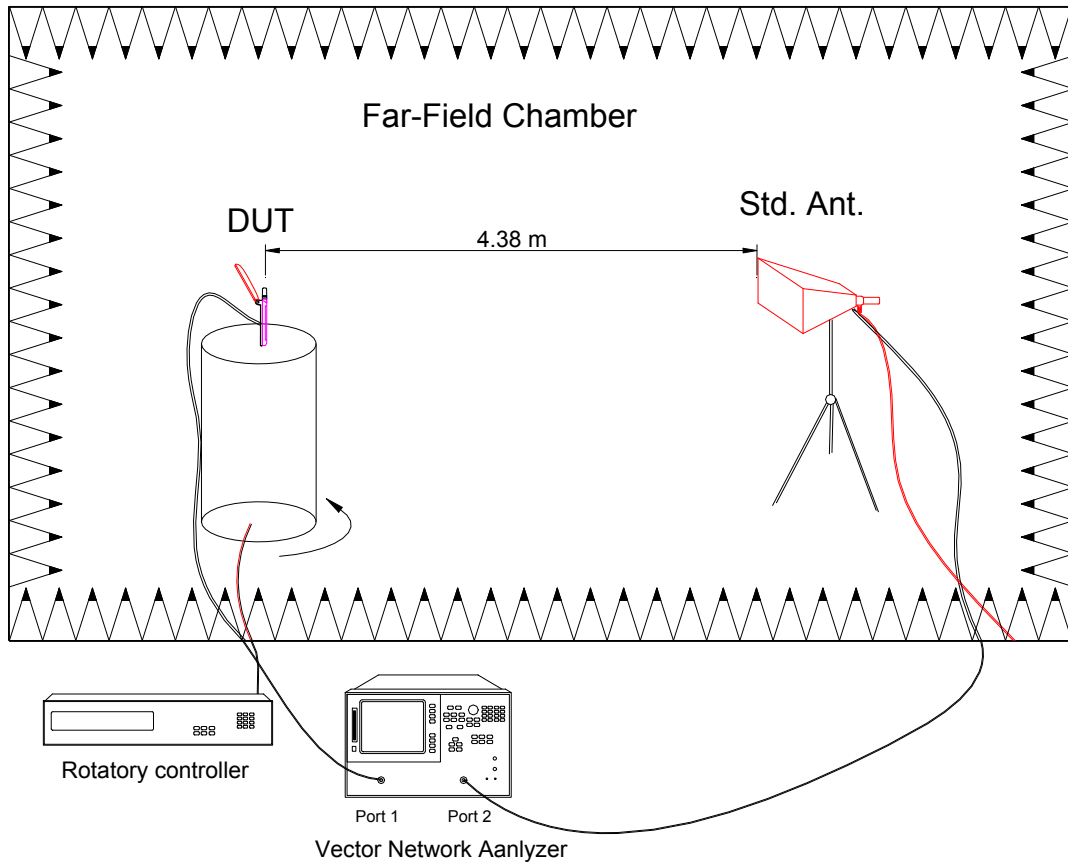 Far-Field Chamber
DUT
Std. Ant.
4.38 m
Rotatory controller
Port 1
Port 2
Vector Network Aanlyzer